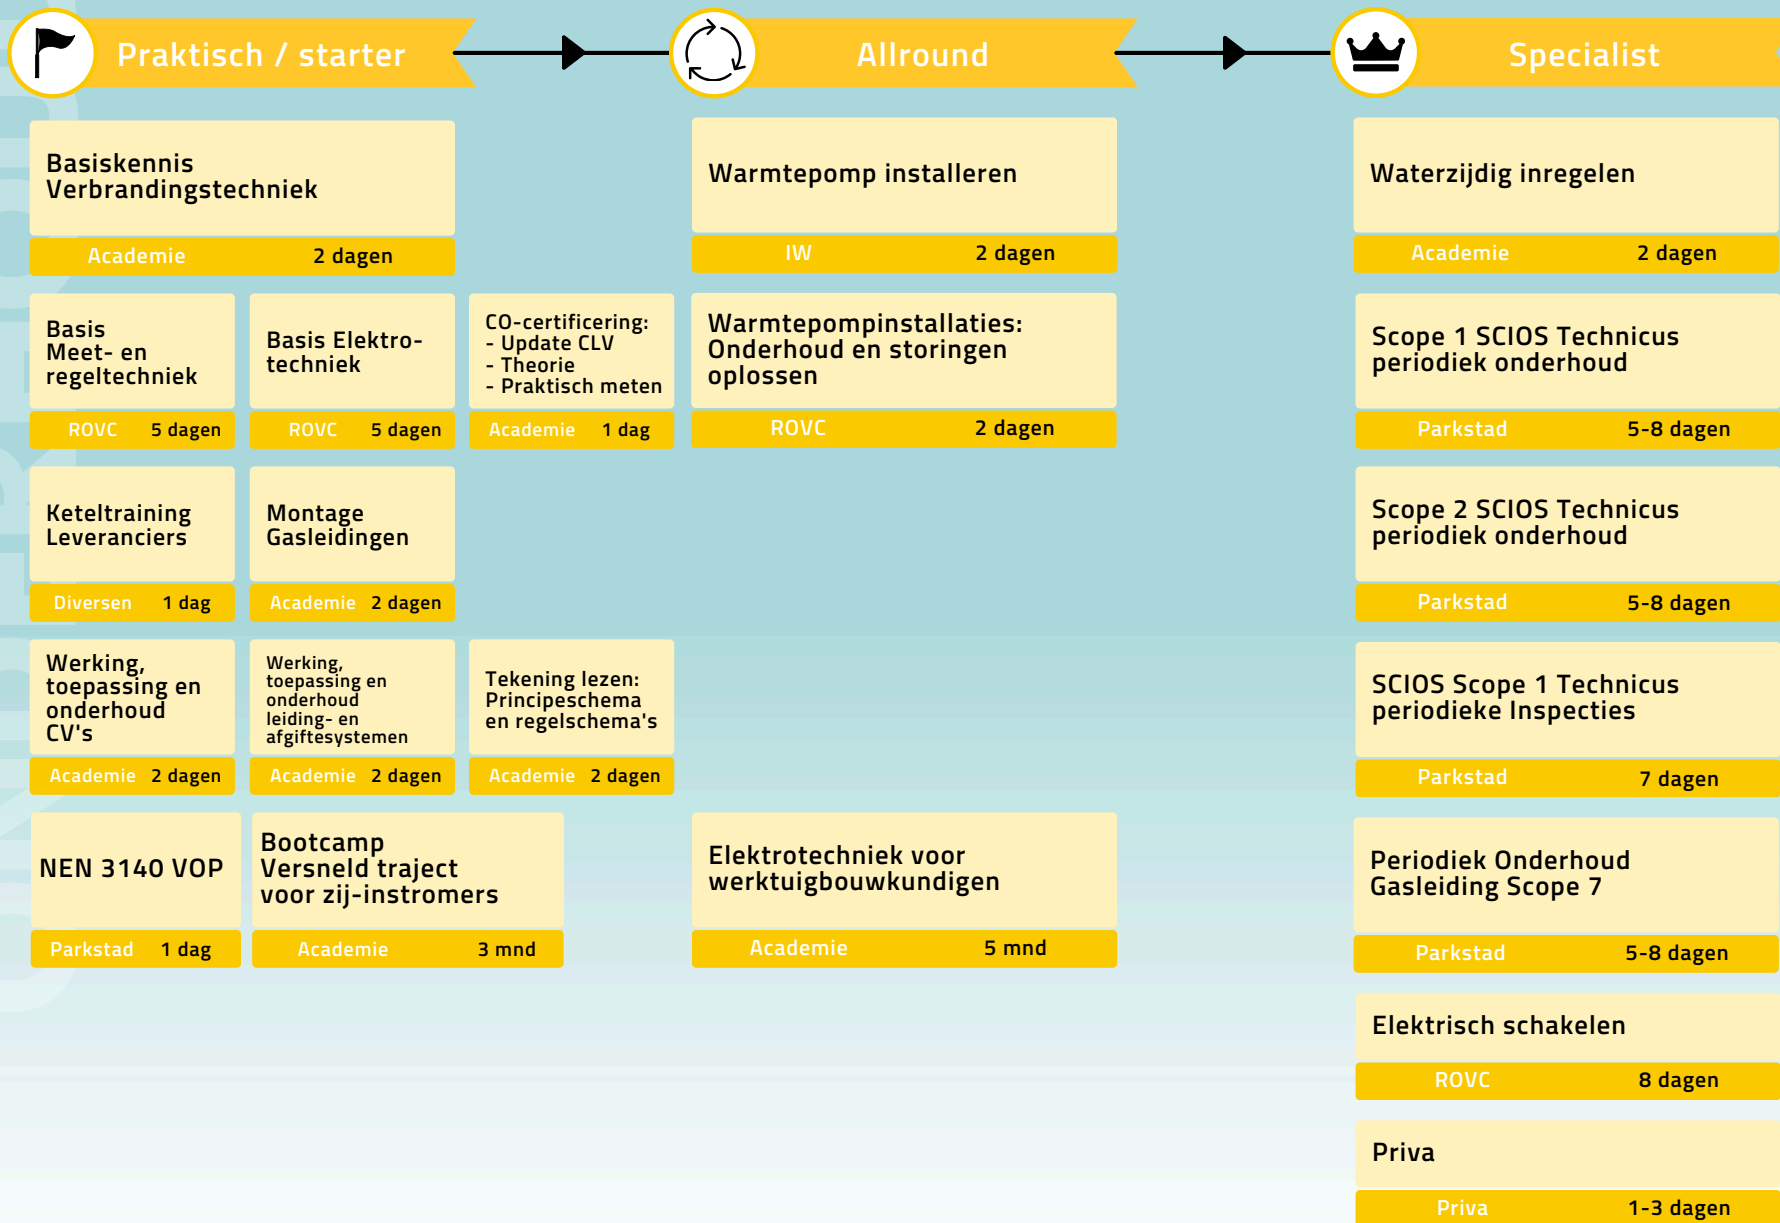 Praktisch / starter
Allround
Specialist
Basiskennis
Verbrandingstechniek
Academie 2 dagen
Basis
Meet- en
regeltechniek
ROVC 5 dagen
Basis Elektro-
techniek
ROVC 5 dagen
CO-certificering:
- Update CLV
- Theorie
- Praktisch meten
Academie 1 dag
Keteltraining
Leveranciers
Diversen 1 dag
Montage
Gasleidingen
Academie 2 dagen
Werking,
toepassing en
onderhoud
CV's
Academie 2 dagen
Werking,
toepassing en
onderhoud
leiding- en
afgiftesystemen
Academie 2 dagen
Tekening lezen:
Principeschema
en regelschema's
Academie 2 dagen
NEN 3140 VOP
Parkstad 1 dag
Bootcamp
Versneld traject
voor zij-instromers
Academie 3 mnd
Warmtepomp installeren
IW 2 dagen
Warmtepompinstallaties:
Onderhoud en storingen
oplossen
ROVC 2 dagen
Elektrotechniek voor
werktuigbouwkundigen
Academie 5 mnd
Waterzijdig inregelen
Academie 2 dagen
Scope 1 SCIOS Technicus
periodiek onderhoud
Parkstad 5-8 dagen
Scope 2 SCIOS Technicus
periodiek onderhoud
Parkstad 5-8 dagen
SCIOS Scope 1 Technicus
periodieke Inspecties
Parkstad 7 dagen
Periodiek Onderhoud
Gasleiding Scope 7
Parkstad 5-8 dagen
Elektrisch schakelen
ROVC 8 dagen
Priva
Priva 1-3 dagen